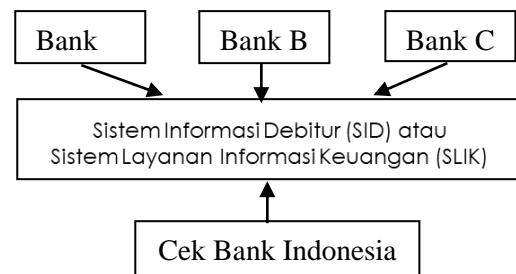 Bank
Bank B
Bank C
Sistem Informasi Debitur (SID) atau
Sistem Layanan Informasi Keuangan (SLIK)
Cek Bank Indonesia